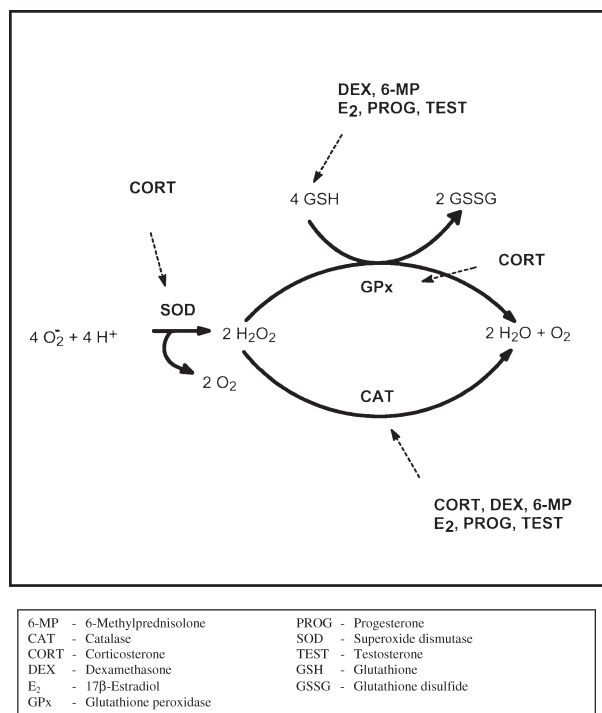 DEX, 6-MP
E₂, PROG, TEST
CORT
4 GSH
2 GSSG
CORT
GPx
SOD
4 O₂⁻ + 4 H⁺
2 H₂O₂
2 H₂O + O₂
2 O₂
CAT
CORT, DEX, 6-MP
E₂, PROG, TEST
6-MP - 6-Methylprednisolone
CAT - Catalase
CORT - Corticosterone
DEX - Dexamethasone
E₂ - 17β-Estradiol
GPx - Glutathione peroxidase
PROG - Progesterone
SOD - Superoxide dismutase
TEST - Testosterone
GSH - Glutathione
GSSG - Glutathione disulfide